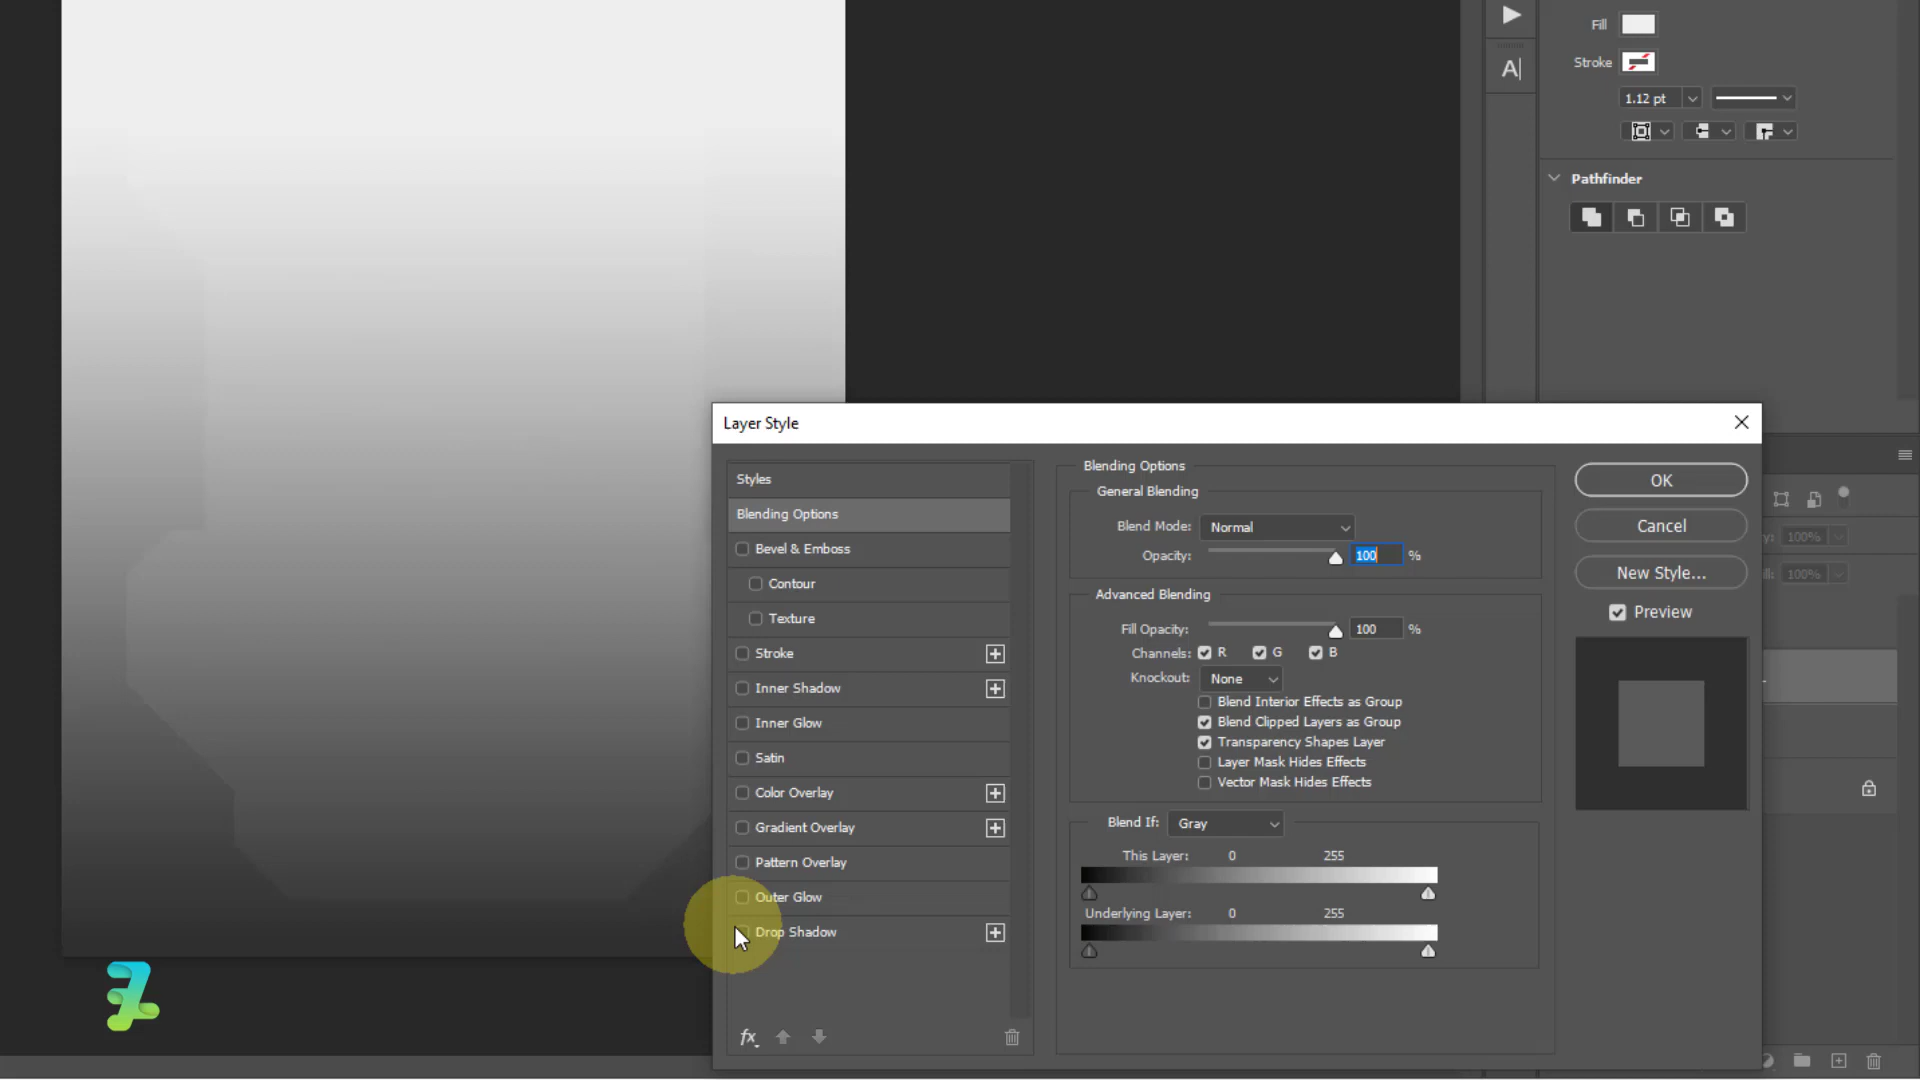 Fill
Stroke
1.12 pt
A
Pathfinder
Layer Style
Styles
Blending Options
Bevel & Emboss
Contour
Texture
Stroke
Inner Shadow
Inner Glow
Satin
Color Overlay
Gradient Overlay
Pattern Overlay
Outer Glow
Drop Shadow
fx
Blending Options
General Blending
Blend Mode: Normal
Opacity: 100 %
Advanced Blending
Fill Opacity: 100 %
Channels: R G B
Knockout: None
Blend Interior Effects as Group
Blend Clipped Layers as Group
Transparency Shapes Layer
Layer Mask Hides Effects
Vector Mask Hides Effects
Blend If: Gray
This Layer: 0 255
Underlying Layer: 0 255
OK
Cancel
New Style...
Preview
100%
100%